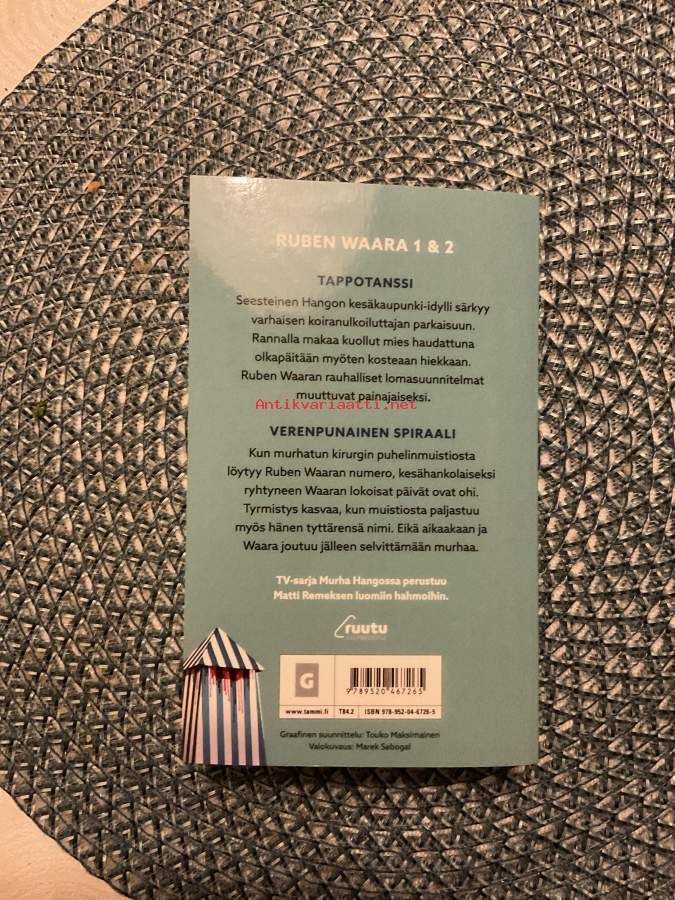 RUBEN WAARA 1 & 2
TAPPOTANSSI
Seesteinen Hangon kesäkaupunki-idylli särkyy
varhaisen koiranulkoiluttajan parkaisuun.
Rannalla makaa kuollut mies haudattuna
olkapäitään myöten kosteaan hiekkaan.
Ruben Waaran rauhalliset lomasuunnitelmat
muuttuvat painajaiseksi.
Antikvariaatti.net
VERENPUNAINEN SPIRAALI
Kun murhatun kirurgin puhelinmuistiosta
löytyy Ruben Waaran numero, kesähankolaiseksi
ryhtyneen Waaran lokoisat päivät ovat ohi.
Tyrmistys kasvaa, kun muistiosta paljastuu
myös hänen tyttärensä nimi. Eikä aikaakaan ja
Waara joutuu jälleen selvittämään murhaa.
TV-sarja Murha Hangossa perustuu
Matti Remeksen luomiin hahmoihin.
ruutu
G
9 789520 467265
www.tammi.fi
T84.2
ISBN 978-952-04-6726-5
Graafinen suunnittelu: Touko Maksimainen
Valokuvaus: Marek Sabogal